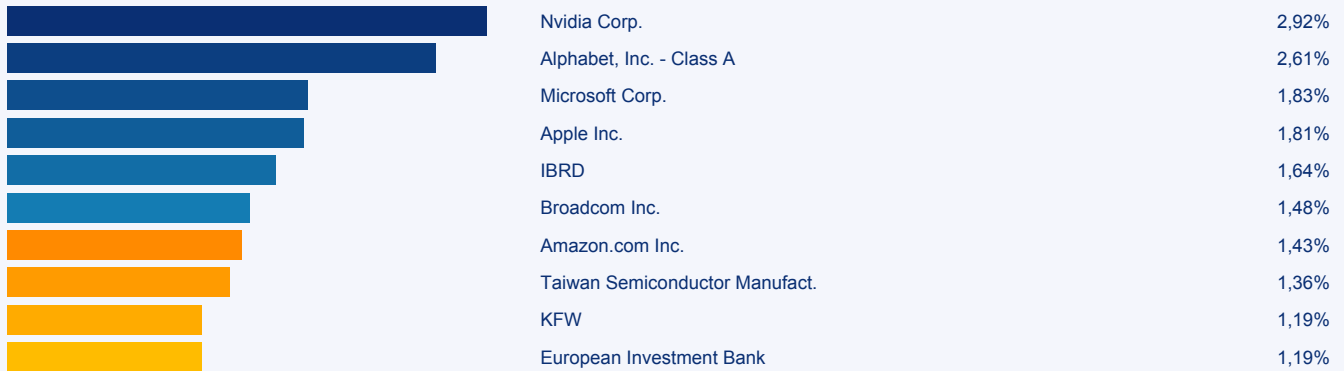 Nvidia Corp. 2,92%
Alphabet, Inc. - Class A 2,61%
Microsoft Corp. 1,83%
Apple Inc. 1,81%
IBRD 1,64%
Broadcom Inc. 1,48%
Amazon.com Inc. 1,43%
Taiwan Semiconductor Manufact. 1,36%
KFW 1,19%
European Investment Bank 1,19%